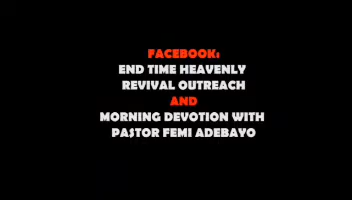 FACEBOOK:
END TIME HEAVENLY
REVIVAL OUTREACH
AND
MORNING DEVOTION WITH
PASTOR FEMI ADEBAYO